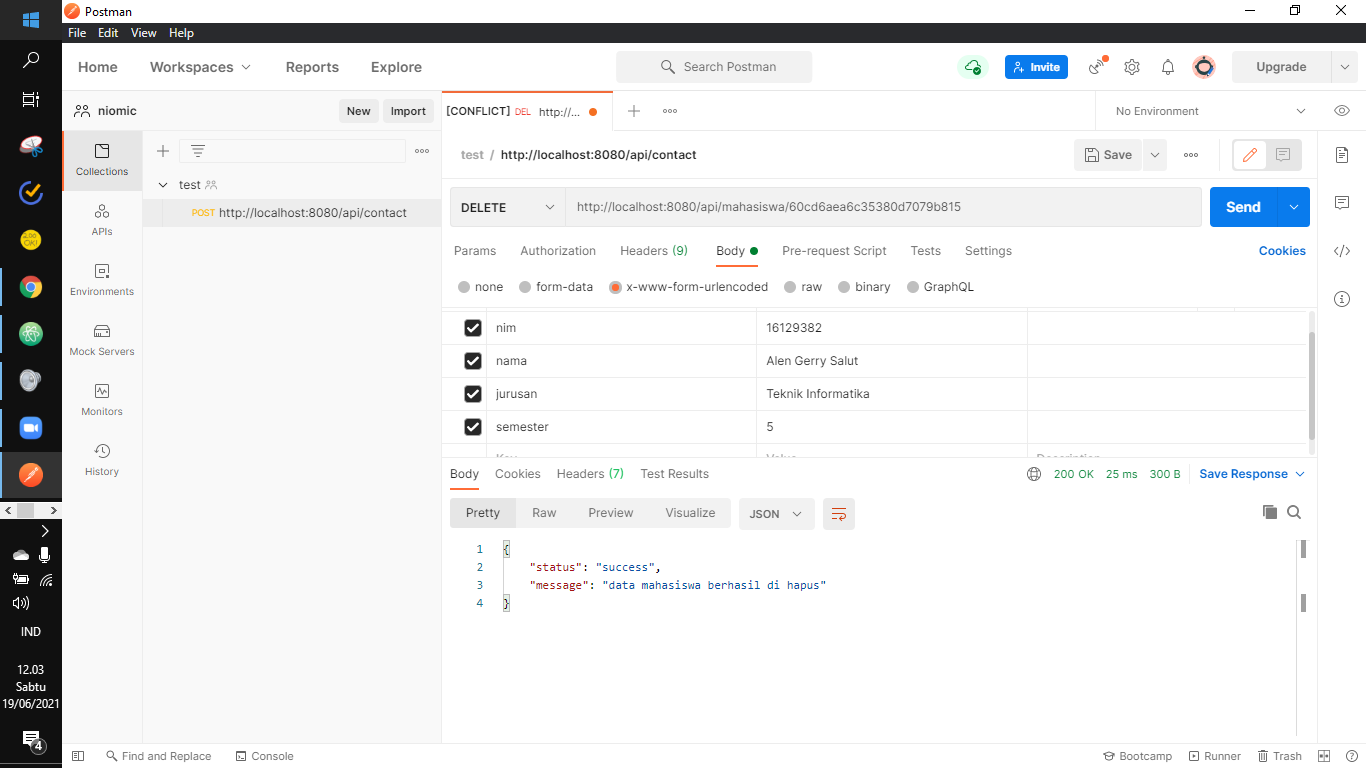 Postman
File Edit View Help
Home Workspaces Reports Explore Search Postman Invite Upgrade
niomic New Import [CONFLICT] DEL http://... No Environment
Collections
APIs
Environments
Mock Servers
Monitors
History
test
POST http://localhost:8080/api/contact
test / http://localhost:8080/api/contact Save
DELETE http://localhost:8080/api/mahasiswa/60cd6aea6c35380d7079b815 Send
Params Authorization Headers (9) Body Pre-request Script Tests Settings Cookies
none form-data x-www-form-urlencoded raw binary GraphQL
nim 16129382
nama Alen Gerry Salut
jurusan Teknik Informatika
semester 5
Key Value Description
Body Cookies Headers (7) Test Results 200 OK 25 ms 300 B Save Response
Pretty Raw Preview Visualize JSON
1 {
2 "status": "success",
3 "message": "data mahasiswa berhasil di hapus"
4 }
IND
12.03
Sabtu
19/06/2021
4
Find and Replace Console Bootcamp Runner Trash